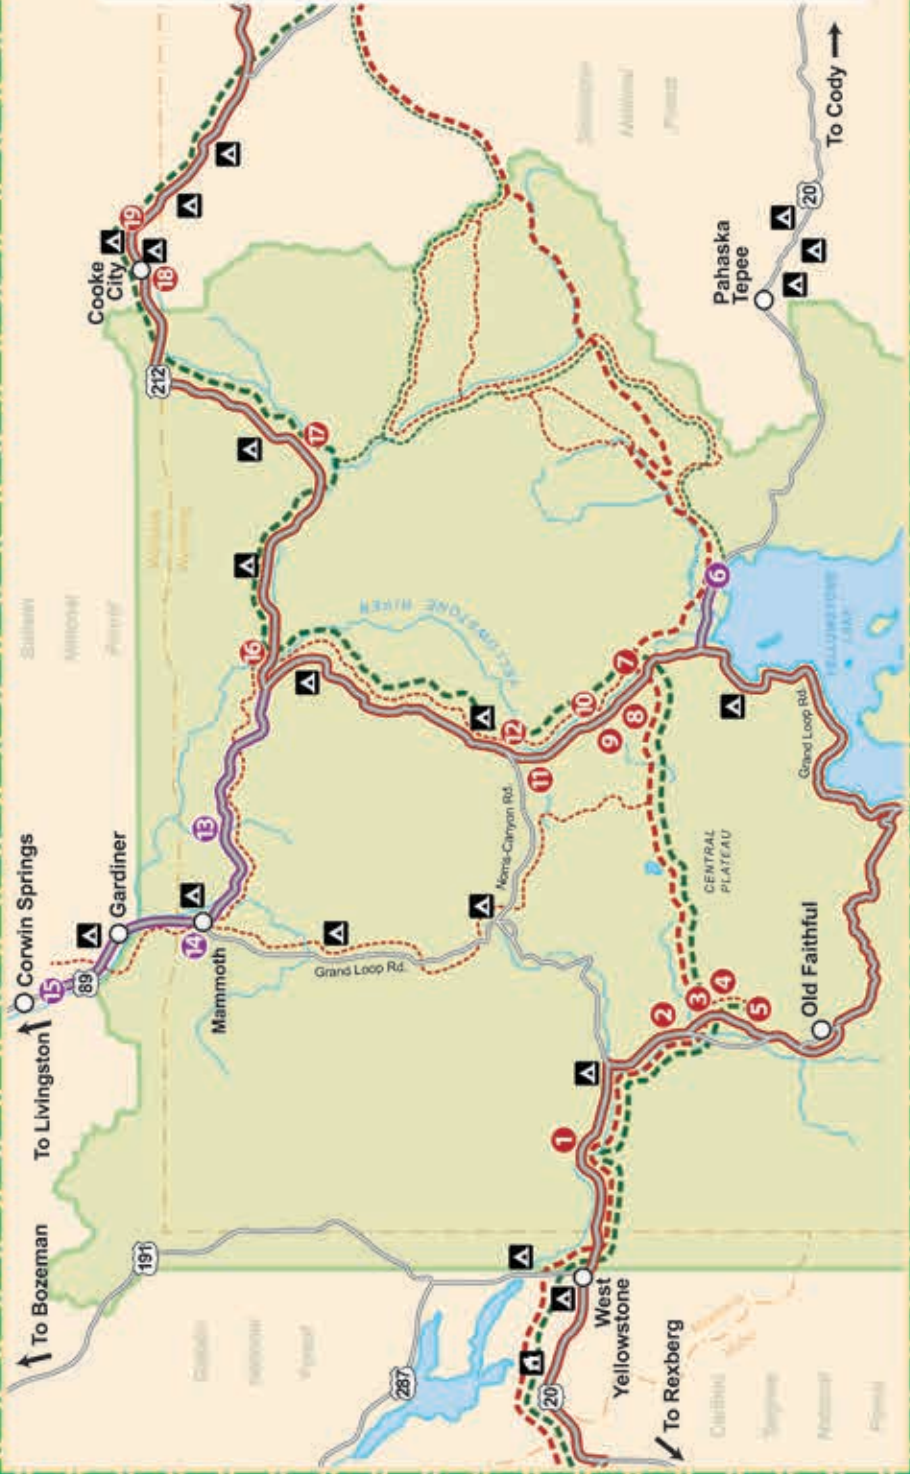 To Bozeman
To Livingston
Corwin Springs
15
89
Gardiner
Cooke
City
19
18
191
212
14
Mammoth
13
16
17
Grand Loop Rd.
YELLOWSTONE RIVER
287
12
11
10
9
8
7
Norris-Canyon Rd.
1
2
3
4
5
6
20
West
Yellowstone
To Rexberg
CENTRAL
PLATEAU
Old Faithful
Grand Loop Rd.
YELLOWSTONE
LAKE
Pahaska
Tepee
20
To Cody